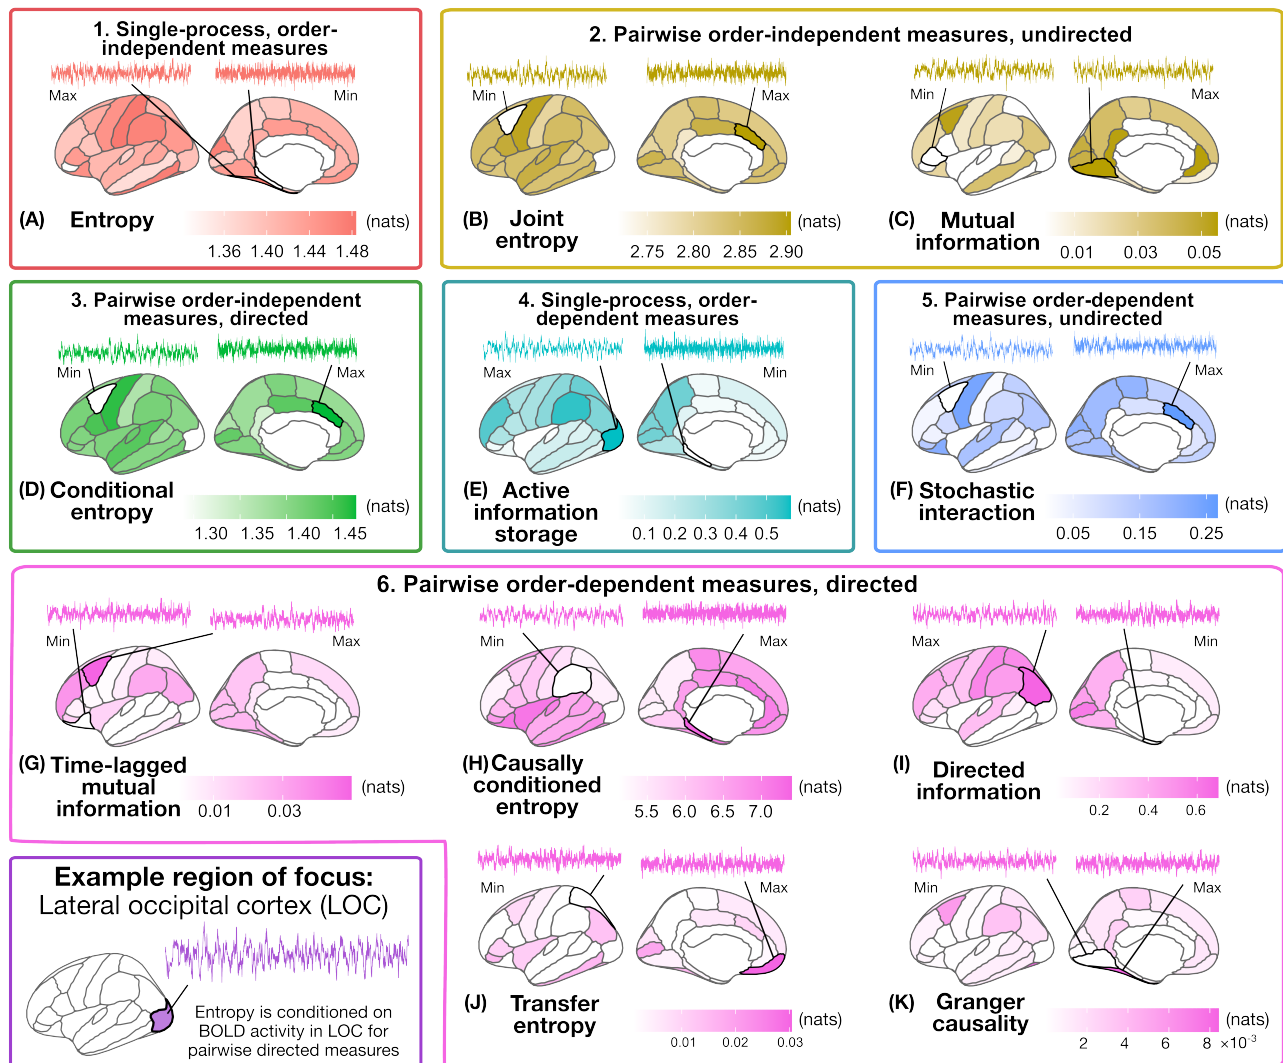 1. Single-process, order-
independent measures
Max
Min
(A) Entropy
(nats)
1.36 1.40 1.44 1.48
2. Pairwise order-independent measures, undirected
Min
Max
(B) Joint
entropy
(nats)
2.75 2.80 2.85 2.90
Min
Max
(C) Mutual
information
(nats)
0.01 0.03 0.05
3. Pairwise order-independent
measures, directed
Min
Max
(D) Conditional
entropy
(nats)
1.30 1.35 1.40 1.45
4. Single-process, order-
dependent measures
Max
Min
(E) Active
information
storage
(nats)
0.1 0.2 0.3 0.4 0.5
5. Pairwise order-dependent
measures, undirected
Min
Max
(F) Stochastic
interaction
(nats)
0.05 0.15 0.25
6. Pairwise order-dependent measures, directed
Min
Max
(G) Time-lagged
mutual
information
(nats)
0.01 0.03
Min
Max
(H) Causally
conditioned
entropy
(nats)
5.5 6.0 6.5 7.0
Max
Min
(I) Directed
information
(nats)
0.2 0.4 0.6
Min
Max
(J) Transfer
entropy
(nats)
0.01 0.02 0.03
Min
Max
(K) Granger
causality
(nats)
2 4 6 8 ×10⁻³
Example region of focus:
Lateral occipital cortex (LOC)
Entropy is conditioned on
BOLD activity in LOC for
pairwise directed measures